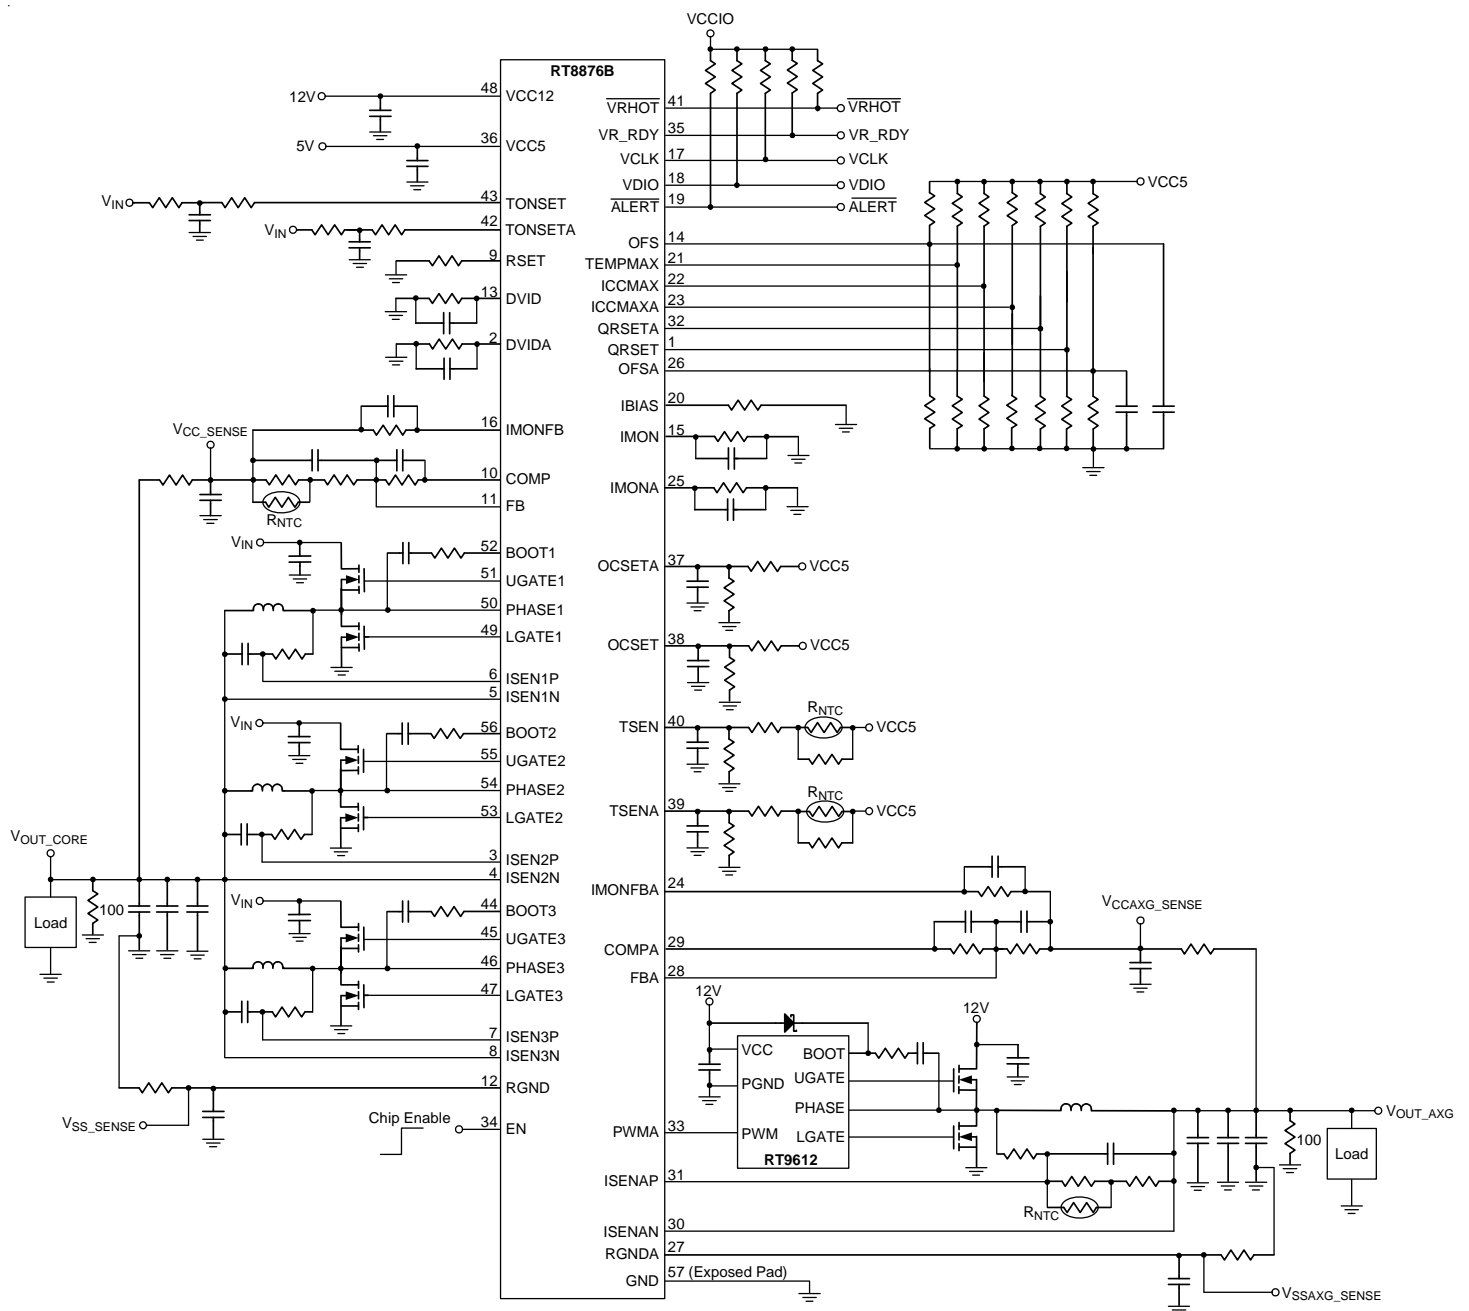 VCCIO
RT8876B
12V
48
VCC12
5V
36
VCC5
VIN
43
TONSET
VIN
42
TONSETA
9
RSET
13
DVID
2
DVIDA
VCC_SENSE
16
IMONFB
10
COMP
11
FB
RNTC
VIN
52
BOOT1
51
UGATE1
50
PHASE1
49
LGATE1
6
ISEN1P
5
ISEN1N
VIN
56
BOOT2
55
UGATE2
54
PHASE2
53
LGATE2
3
ISEN2P
4
ISEN2N
VOUT_CORE
Load
100
VIN
44
BOOT3
45
UGATE3
46
PHASE3
47
LGATE3
7
ISEN3P
8
ISEN3N
12
RGND
VSS_SENSE
Chip Enable
34
EN
VRHOT
41
VRHOT
VR_RDY
35
VR_RDY
VCLK
17
VCLK
VDIO
18
VDIO
ALERT
19
ALERT
VCC5
OFS
14
TEMPMAX
21
ICCMAX
22
ICCMAXA
23
QRSETA
32
QRSET
1
OFSA
26
IBIAS
20
IMON
15
IMONA
25
OCSETA
37
VCC5
OCSET
38
VCC5
TSEN
40
RNTC
VCC5
TSENA
39
RNTC
VCC5
IMONFBA
24
VCCAXG_SENSE
COMPA
29
FBA
28
12V
12V
VCC
BOOT
PGND
UGATE
PHASE
PWM
LGATE
RT9612
PWMA
33
VOUT_AXG
100
Load
ISENAP
31
RNTC
ISENAN
30
RGNDA
27
GND
57 (Exposed Pad)
VSSAXG_SENSE